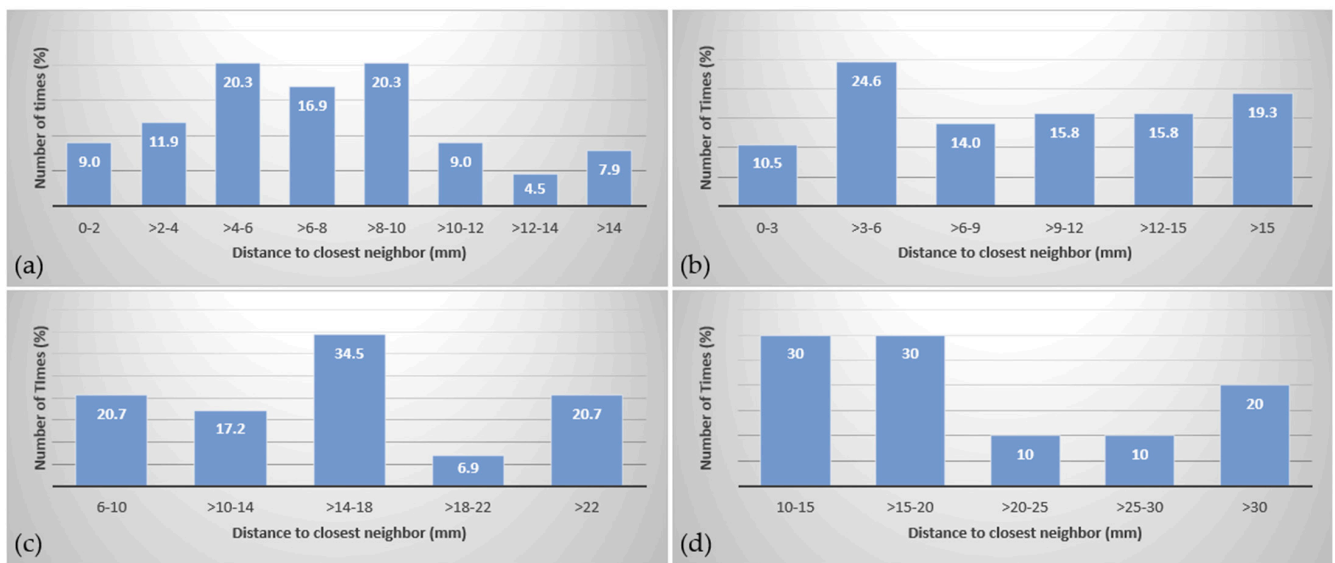 Number of times (%)
9.0
11.9
20.3
16.9
20.3
9.0
4.5
7.9
0-2 >2-4 >4-6 >6-8 >8-10 >10-12 >12-14 >14
Distance to closest neighbor (mm)
(a)
Number of Times (%)
10.5
24.6
14.0
15.8
15.8
19.3
0-3 >3-6 >6-9 >9-12 >12-15 >15
Distance to closest neighbor (mm)
(b)
Number of TImes (%)
20.7
17.2
34.5
6.9
20.7
6-10 >10-14 >14-18 >18-22 >22
Distance to closest neighbor (mm)
(c)
Number of Times (%)
30
30
10
10
20
10-15 >15-20 >20-25 >25-30 >30
Distance to closest neighbor (mm)
(d)